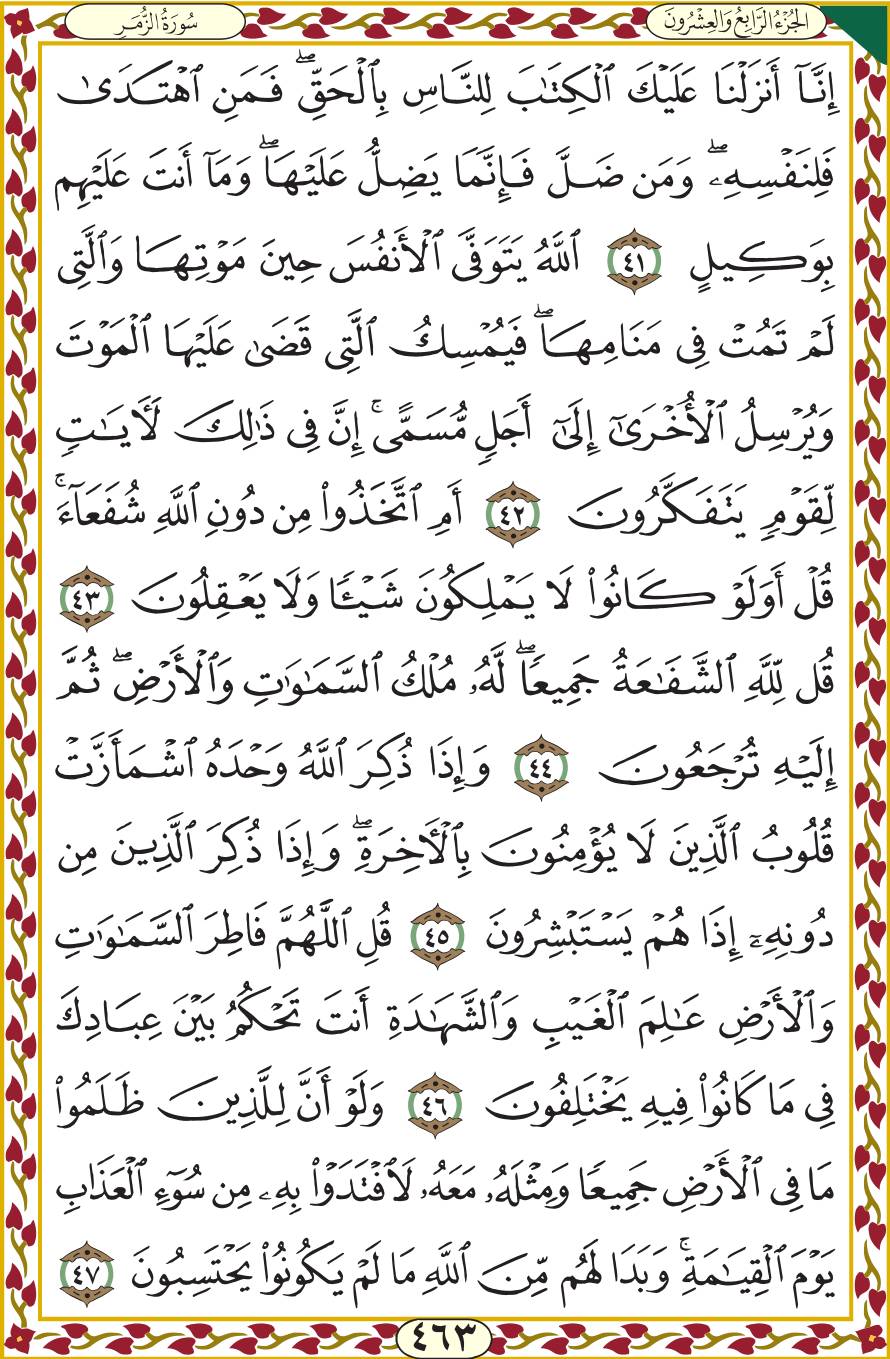 الجُزْءُ الرَّابِعُ وَالعِشْرُونَ
سُورَةُ الزُّمَرِ
إِنَّآ أَنزَلْنَا عَلَيْكَ ٱلْكِتَٰبَ لِلنَّاسِ بِٱلْحَقِّۖ فَمَنِ ٱهْتَدَىٰ
فَلِنَفْسِهِۦۖ وَمَن ضَلَّ فَإِنَّمَا يَضِلُّ عَلَيْهَاۖ وَمَآ أَنتَ عَلَيْهِم
بِوَكِيلٍ ٤١ ٱللَّهُ يَتَوَفَّى ٱلْأَنفُسَ حِينَ مَوْتِهَا وَٱلَّتِى
لَمْ تَمُتْ فِى مَنَامِهَاۖ فَيُمْسِكُ ٱلَّتِى قَضَىٰ عَلَيْهَا ٱلْمَوْتَ
وَيُرْسِلُ ٱلْأُخْرَىٰٓ إِلَىٰٓ أَجَلٍ مُّسَمًّىۚ إِنَّ فِى ذَٰلِكَ لَـَٔايَٰتٍ
لِّقَوْمٍ يَتَفَكَّرُونَ ٤٢ أَمِ ٱتَّخَذُوا۟ مِن دُونِ ٱللَّهِ شُفَعَآءَۚ
قُلْ أَوَلَوْ كَانُوا۟ لَا يَمْلِكُونَ شَيْـًٔا وَلَا يَعْقِلُونَ ٤٣
قُل لِّلَّهِ ٱلشَّفَٰعَةُ جَمِيعًاۖ لَّهُۥ مُلْكُ ٱلسَّمَٰوَٰتِ وَٱلْأَرْضِۖ ثُمَّ
إِلَيْهِ تُرْجَعُونَ ٤٤ وَإِذَا ذُكِرَ ٱللَّهُ وَحْدَهُ ٱشْمَأَزَّتْ
قُلُوبُ ٱلَّذِينَ لَا يُؤْمِنُونَ بِٱلْـَٔاخِرَةِۖ وَإِذَا ذُكِرَ ٱلَّذِينَ مِن
دُونِهِۦٓ إِذَا هُمْ يَسْتَبْشِرُونَ ٤٥ قُلِ ٱللَّهُمَّ فَاطِرَ ٱلسَّمَٰوَٰتِ
وَٱلْأَرْضِ عَٰلِمَ ٱلْغَيْبِ وَٱلشَّهَٰدَةِ أَنتَ تَحْكُمُ بَيْنَ عِبَادِكَ
فِى مَا كَانُوا۟ فِيهِ يَخْتَلِفُونَ ٤٦ وَلَوْ أَنَّ لِلَّذِينَ ظَلَمُوا۟
مَا فِى ٱلْأَرْضِ جَمِيعًا وَمِثْلَهُۥ مَعَهُۥ لَٱفْتَدَوْا۟ بِهِۦ مِن سُوٓءِ ٱلْعَذَابِ
يَوْمَ ٱلْقِيَٰمَةِۚ وَبَدَا لَهُم مِّنَ ٱللَّهِ مَا لَمْ يَكُونُوا۟ يَحْتَسِبُونَ ٤٧
٤٦٣